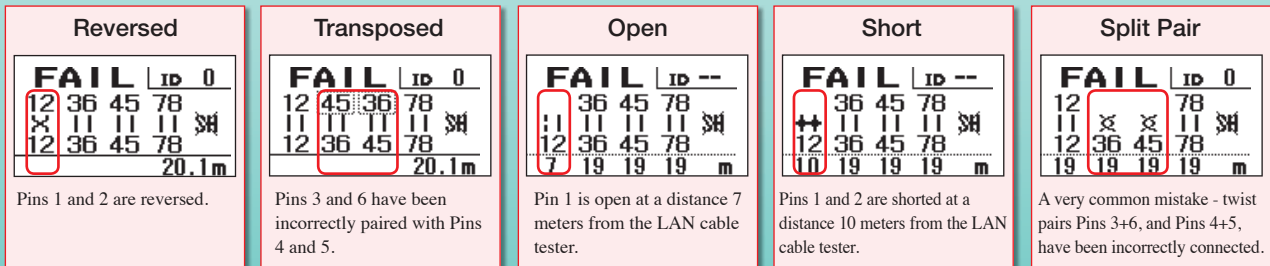 Reversed
FAIL ID 0
12 36 45 78
SH
12 36 45 78
20.1m
Pins 1 and 2 are reversed.
Transposed
FAIL ID 0
12 45 36 78
SH
12 36 45 78
20.1m
Pins 3 and 6 have been
incorrectly paired with Pins
4 and 5.
Open
FAIL ID --
36 45 78
SH
12 36 45 78
7 19 19 19 m
Pin 1 is open at a distance 7
meters from the LAN cable
tester.
Short
FAIL ID --
36 45 78
SH
12 36 45 78
10 19 19 19 m
Pins 1 and 2 are shorted at a
distance 10 meters from the LAN
cable tester.
Split Pair
FAIL ID 0
12 78
SH
12 36 45 78
19 19 19 19 m
A very common mistake - twist
pairs Pins 3+6, and Pins 4+5,
have been incorrectly connected.